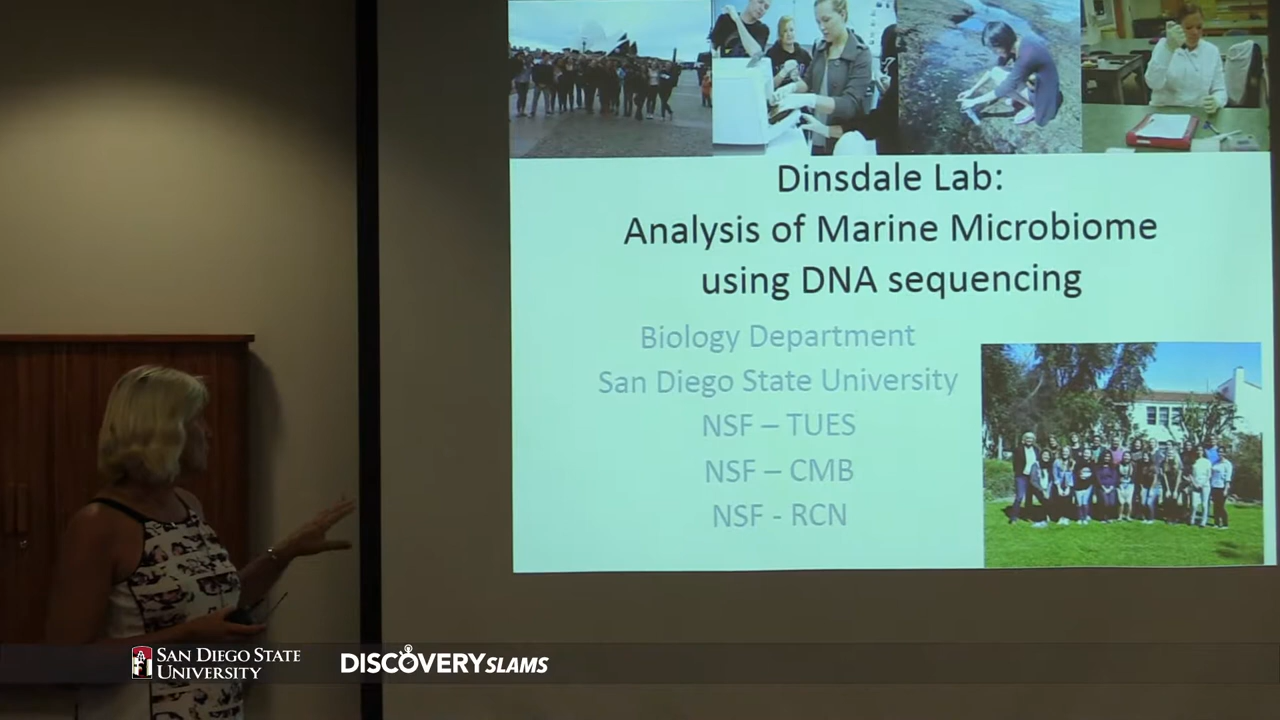 Dinsdale Lab:
Analysis of Marine Microbiome
using DNA sequencing
Biology Department
San Diego State University
NSF – TUES
NSF – CMB
NSF - RCN
SAN DIEGO STATE
UNIVERSITY
DISCOVERY SLAMS